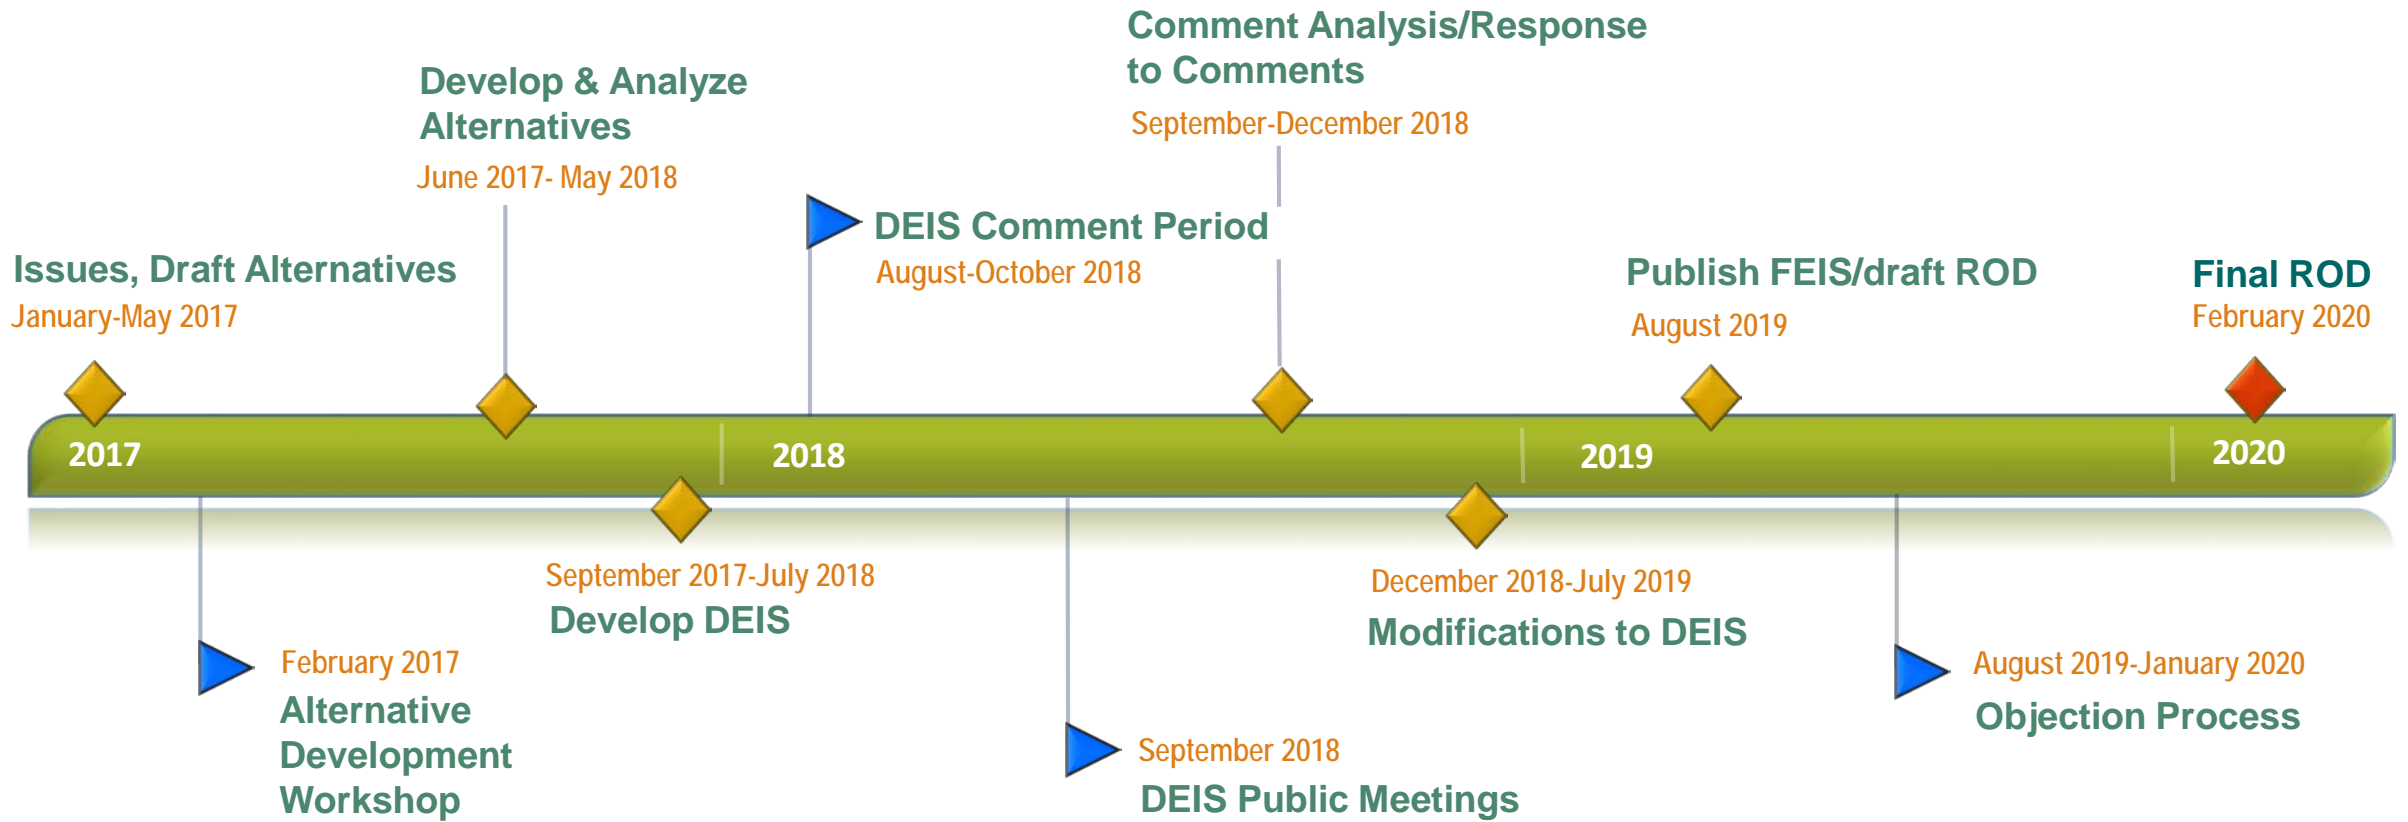 Comment Analysis/Response
to Comments
September-December 2018
Develop & Analyze
Alternatives
June 2017- May 2018
DEIS Comment Period
August-October 2018
Issues, Draft Alternatives
January-May 2017
Publish FEIS/draft ROD
August 2019
Final ROD
February 2020
2017
2018
2019
2020
September 2017-July 2018
Develop DEIS
December 2018-July 2019
Modifications to DEIS
February 2017
Alternative
Development
Workshop
August 2019-January 2020
Objection Process
September 2018
DEIS Public Meetings